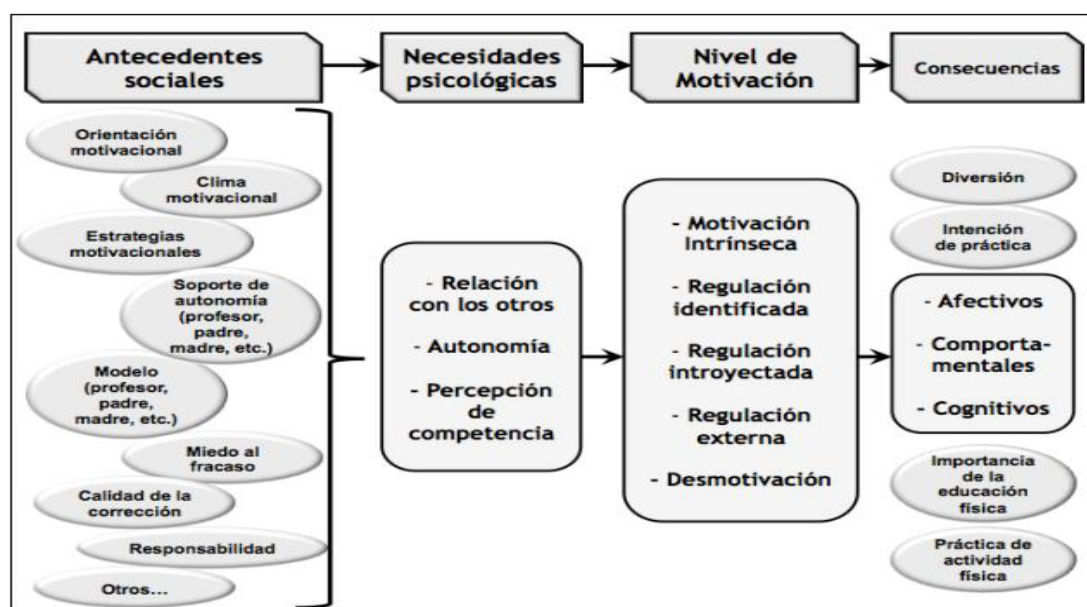 Antecedentes
sociales
Necesidades
psicológicas
Nivel de
Motivación
Consecuencias
Orientación
motivacional
Clima
motivacional
Estrategias
motivacionales
Soporte de
autonomía
(profesor,
padre,
madre, etc.)
Modelo
(profesor,
padre,
madre, etc.)
Miedo al
fracaso
Calidad de la
corrección
Responsabilidad
Otros...
- Relación
con los otros
- Autonomía
- Percepción
de
competencia
- Motivación
Intrínseca
- Regulación
identificada
- Regulación
introyectada
- Regulación
externa
- Desmotivación
Diversión
Intención
de práctica
- Afectivos
- Comporta-
mentales
- Cognitivos
Importancia
de la
educación
física
Práctica de
actividad
física